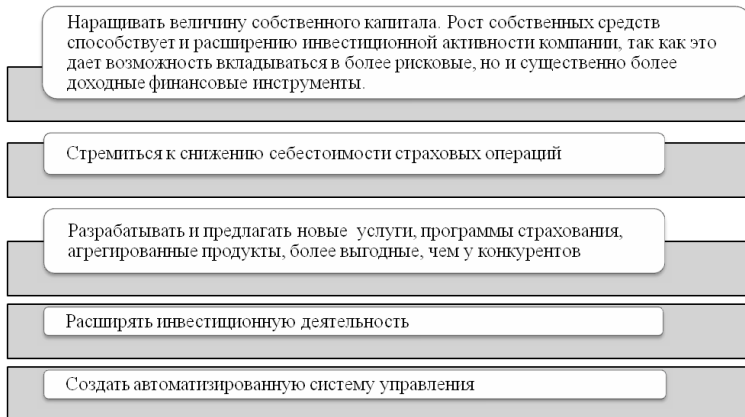 Наращивать величину собственного капитала. Рост собственных средств
способствует и расширению инвестиционной активности компании, так как это
дает возможность вкладываться в более рисковые, но и существенно более
доходные финансовые инструменты.
Стремиться к снижению себестоимости страховых операций
Разрабатывать и предлагать новые услуги, программы страхования,
агрегированные продукты, более выгодные, чем у конкурентов
Расширять инвестиционную деятельность
Создать автоматизированную систему управления